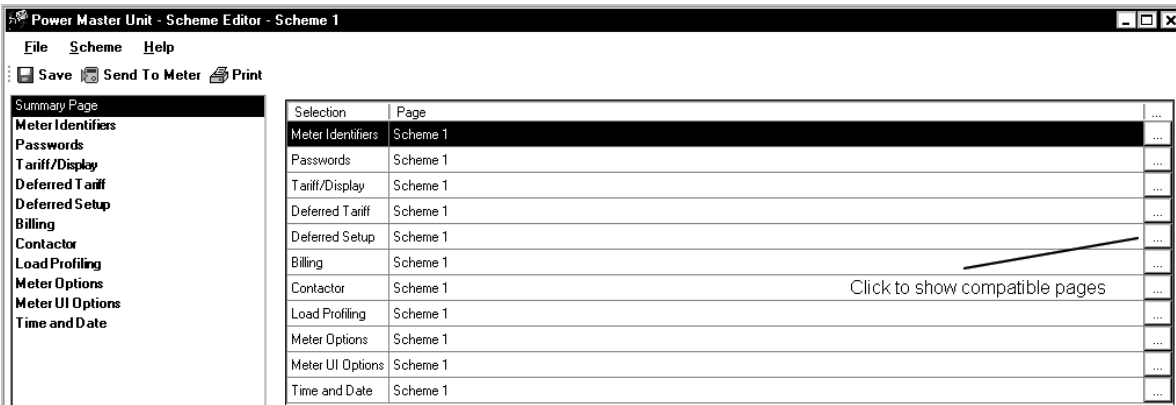 Power Master Unit - Scheme Editor - Scheme 1
File Scheme Help
Save Send To Meter Print
Summary Page
Meter Identifiers
Passwords
Tariff/Display
Deferred Tariff
Deferred Setup
Billing
Contactor
Load Profiling
Meter Options
Meter UI Options
Time and Date
Selection Page ...
Meter Identifiers Scheme 1 ...
Passwords Scheme 1 ...
Tariff/Display Scheme 1 ...
Deferred Tariff Scheme 1 ...
Deferred Setup Scheme 1 ...
Billing Scheme 1 ...
Click to show compatible pages
Contactor Scheme 1 ...
Load Profiling Scheme 1 ...
Meter Options Scheme 1 ...
Meter UI Options Scheme 1 ...
Time and Date Scheme 1 ...